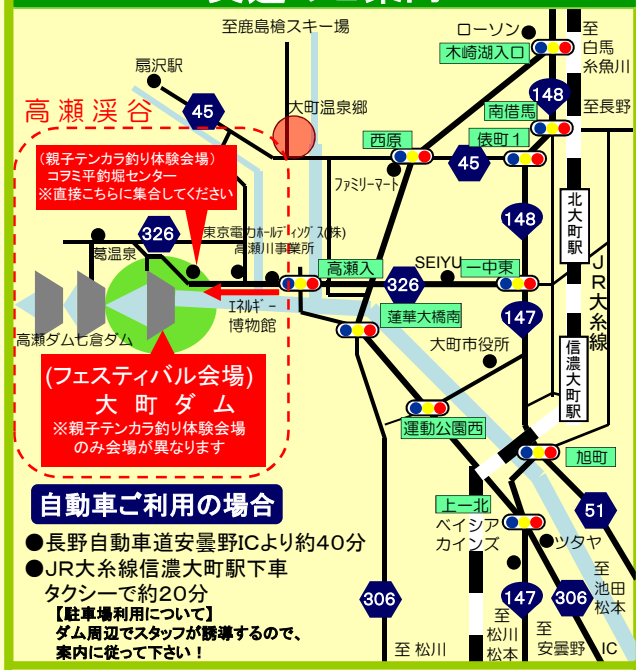 交通のご案内
至鹿島槍スキー場
ローソン
至
白馬
糸魚川
木崎湖入口
扇沢駅
148
高瀬渓谷
45
大町温泉郷
南借馬
至長野
西原
俵町1
(親子テンカラ釣り体験会場)
コヲミ平釣堀センター
※直接こちらに集合してください
45
ファミリーマート
148
北大町駅
326
東京電力ホールディングス(株)
高瀬川事業所
葛温泉
高瀬入
SEIYU
一中東
JR大糸線
326
エネルギー
博物館
蓮華大橋南
147
高瀬ダム
七倉ダム
大町市役所
信濃大町駅
(フェスティバル会場)
大町ダム
※親子テンカラ釣り体験会場
のみ会場が異なります
運動公園西
旭町
自動車ご利用の場合
上一北
51
●長野自動車道安曇野ICより約40分
ベイシア
カインズ
ツタヤ
●JR大糸線信濃大町駅下車
タクシーで約20分
至
池田
松本
306
147
306
【駐車場利用について】
ダム周辺でスタッフが誘導するので、
案内に従って下さい！
至 松川
至
松川
松本
至
安曇野 IC